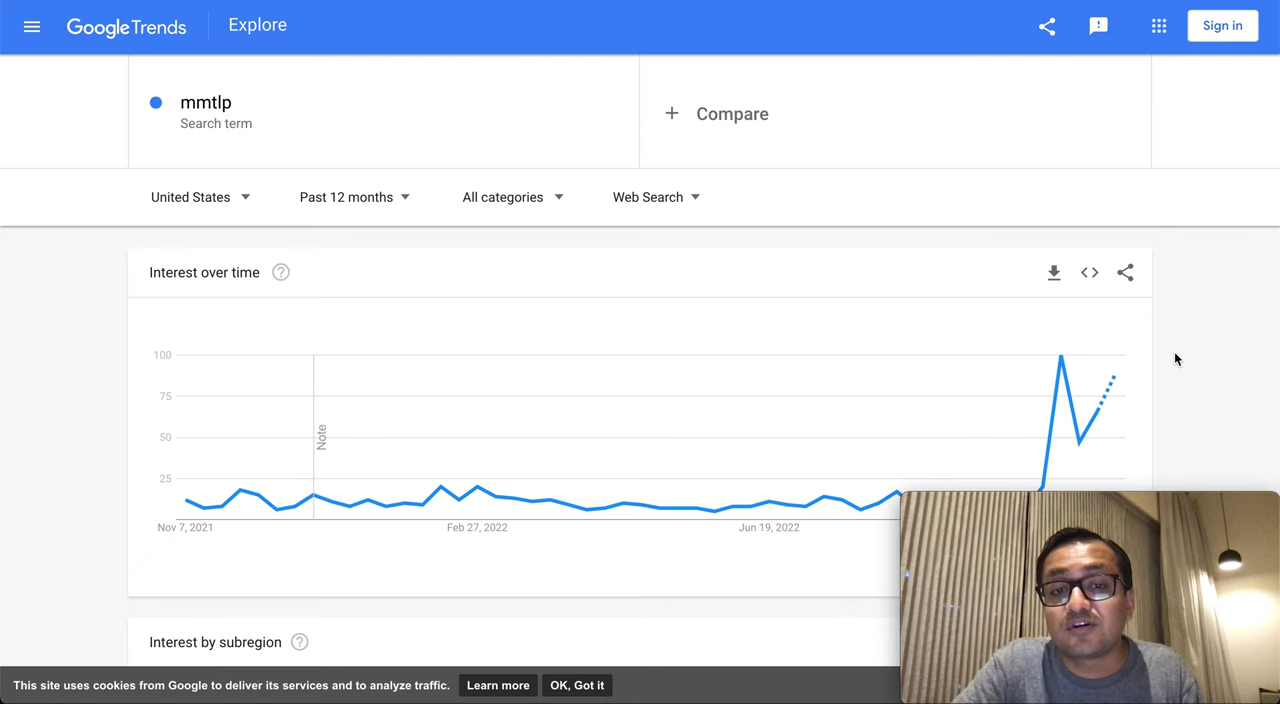 GoogleTrends
Explore
Sign in
mmtlp
Search term
+ Compare
United States
Past 12 months
All categories
Web Search
Interest over time
100
75
50
25
Note
Nov 7, 2021
Feb 27, 2022
Jun 19, 2022
Interest by subregion
This site uses cookies from Google to deliver its services and to analyze traffic.
Learn more
OK, Got it